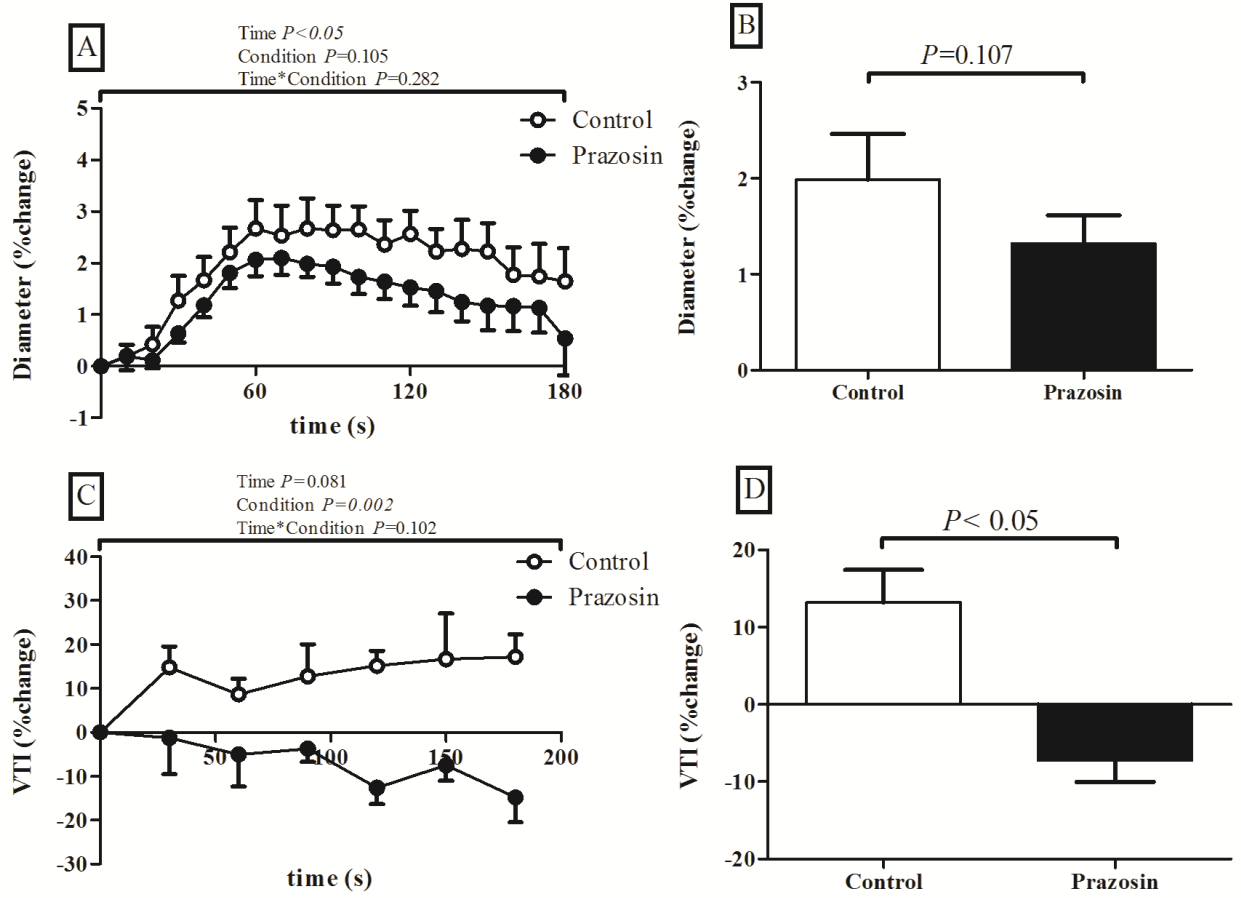 A
Time P<0.05
Condition P=0.105
Time*Condition P=0.282
Control
Prazosin
Diameter (%change)
5
4
3
2
1
0
-1
60
120
180
time (s)
B
P=0.107
Diameter (%change)
3
2
1
0
Control
Prazosin
C
Time P=0.081
Condition P=0.002
Time*Condition P=0.102
Control
Prazosin
VTI (%change)
40
30
20
10
0
-10
-20
-30
50
100
150
200
time (s)
D
P< 0.05
VTI (%change)
20
10
0
-10
-20
Control
Prazosin